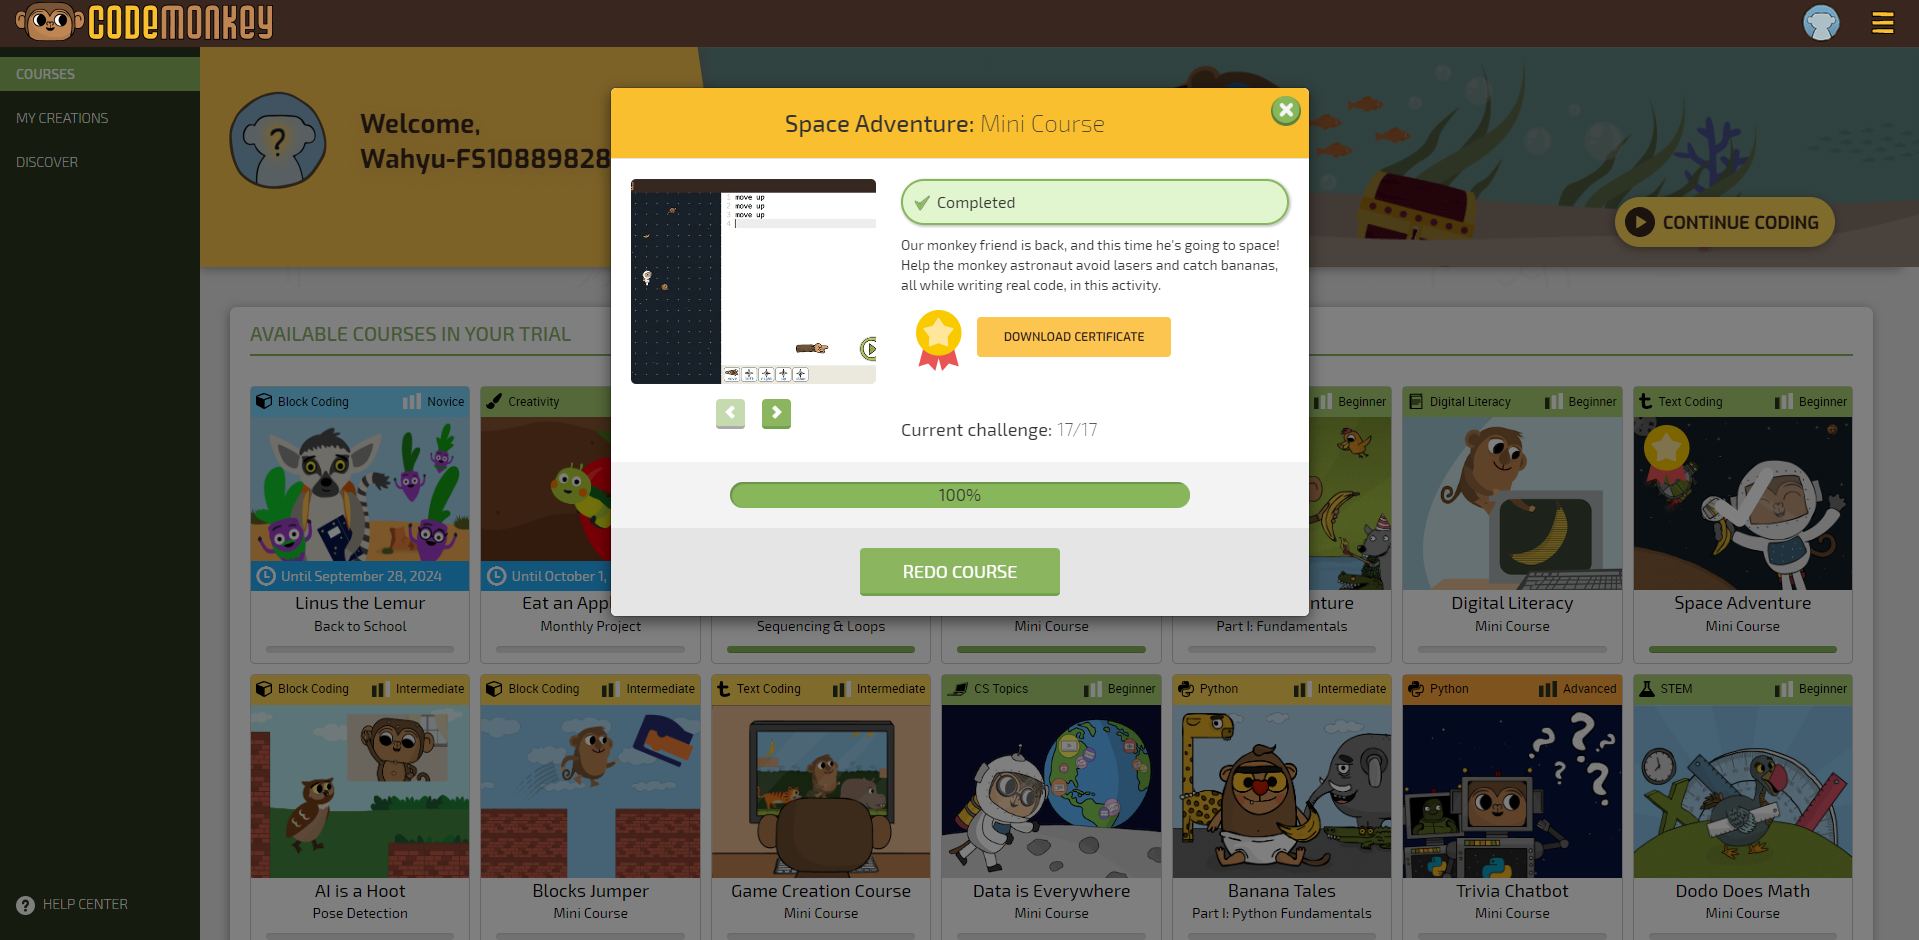 CODEMONKEY
COURSES
MY CREATIONS
DISCOVER
HELP CENTER
Welcome,
Wahyu-FS10889828
CONTINUE CODING
Space Adventure: Mini Course
1 move up
2 move up
3 move up
4
Completed
Our monkey friend is back, and this time he's going to space!
Help the monkey astronaut avoid lasers and catch bananas,
all while writing real code, in this activity.
DOWNLOAD CERTIFICATE
Current challenge: 17/17
100%
REDO COURSE
AVAILABLE COURSES IN YOUR TRIAL
Block Coding Novice
Until September 28, 2024
Linus the Lemur
Back to School
Creativity
Until October 1,
Eat an App
Monthly Project
Sequencing & Loops
Mini Course
Beginner
nture
Part I: Fundamentals
Digital Literacy Beginner
Digital Literacy
Mini Course
Text Coding Beginner
Space Adventure
Mini Course
Block Coding Intermediate
AI is a Hoot
Pose Detection
Block Coding Intermediate
Blocks Jumper
Mini Course
Text Coding Intermediate
Game Creation Course
Mini Course
CS Topics Beginner
Data is Everywhere
Mini Course
Python Intermediate
Banana Tales
Part I: Python Fundamentals
Python Advanced
Trivia Chatbot
Mini Course
STEM Beginner
Dodo Does Math
Mini Course